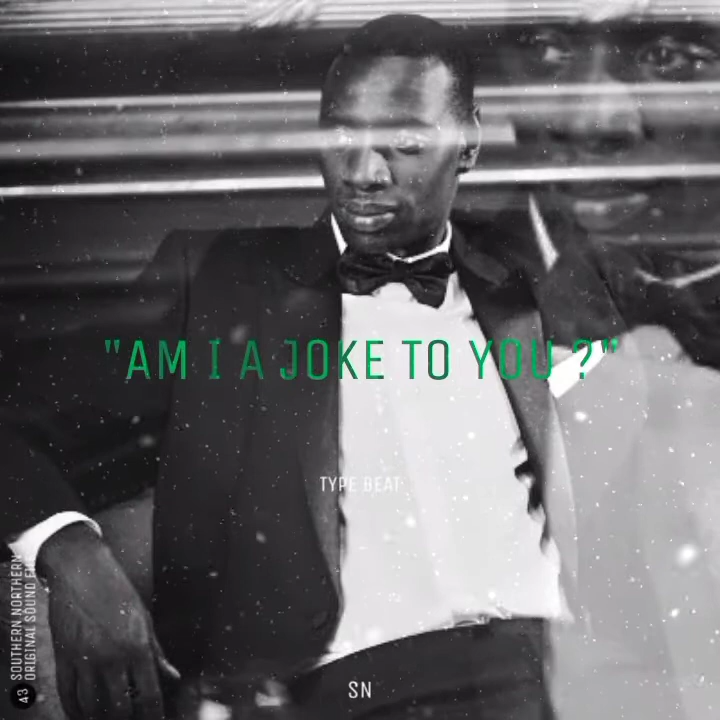 "AM I A JOKE TO YOU ?"
TYPE BEAT
SOUTHERN NORTHERN
ORIGINAL SOUND
43
SN